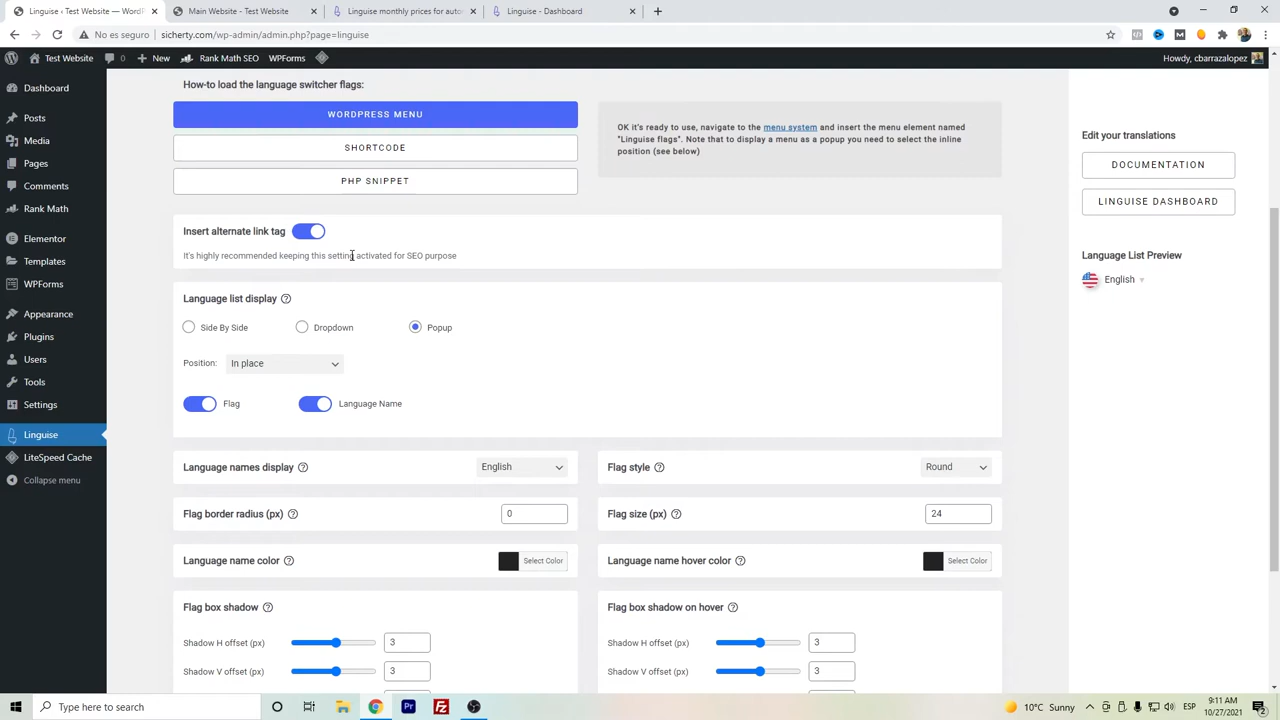 Linguise ‹ Test Website — WordPr
Main Website - Test Website
Linguise monthly prices for autor
Linguise - Dashboard
No es seguro
sicherty.com/wp-admin/admin.php?page=linguise
Test Website
0
New
Rank Math SEO
WPForms
Howdy, cbarrazalopez
Dashboard
Posts
Media
Pages
Comments
Rank Math
Elementor
Templates
WPForms
Appearance
Plugins
Users
Tools
Settings
Linguise
LiteSpeed Cache
Collapse menu
How-to load the language switcher flags:
WORDPRESS MENU
SHORTCODE
PHP SNIPPET
OK it's ready to use, navigate to the menu system and insert the menu element named
"Linguise flags". Note that to display a menu as a popup you need to select the inline
position (see below)
Insert alternate link tag
It's highly recommended keeping this setting activated for SEO purpose
Language list display
Side By Side
Dropdown
Popup
Position:
In place
Flag
Language Name
Language names display
English
Flag style
Round
Flag border radius (px)
0
Flag size (px)
24
Language name color
Select Color
Language name hover color
Select Color
Flag box shadow
Shadow H offset (px)
3
Shadow V offset (px)
3
Flag box shadow on hover
Shadow H offset (px)
3
Shadow V offset (px)
3
Edit your translations
DOCUMENTATION
LINGUISE DASHBOARD
Language List Preview
English
Type here to search
Pr
Fz
10°C Sunny
ESP
9:11 AM
10/27/2021
2